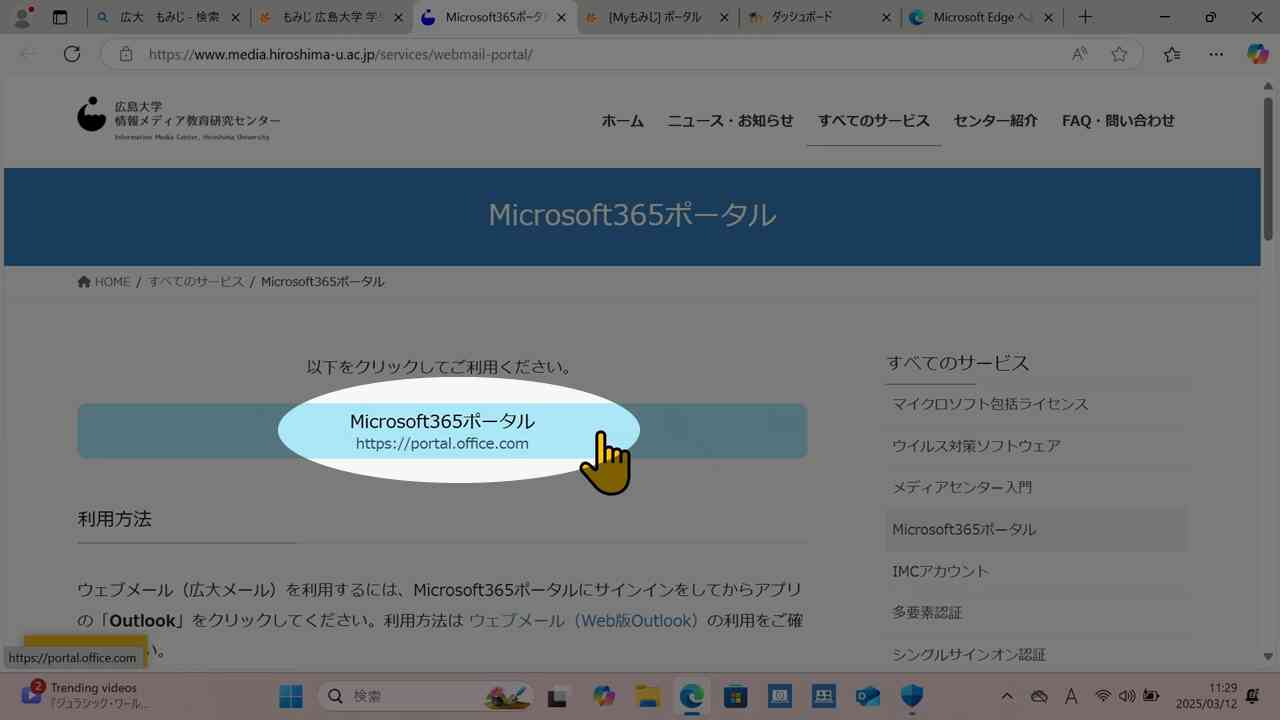 広大 もみじ - 検索
もみじ 広島大学 学
Microsoft365ポータ
[Myもみじ] ポータル
ダッシュボード
Microsoft Edge へ
https://www.media.hiroshima-u.ac.jp/services/webmail-portal/
広島大学
情報メディア教育研究センター
Information Media Center, Hiroshima University
ホーム
ニュース・お知らせ
すべてのサービス
センター紹介
FAQ・問い合わせ
Microsoft365ポータル
HOME / すべてのサービス / Microsoft365ポータル
以下をクリックしてご利用ください。
Microsoft365ポータル
https://portal.office.com
利用方法
ウェブメール（広大メール）を利用するには、Microsoft365ポータルにサインインをしてからアプリ
の「Outlook」をクリックしてください。利用方法は ウェブメール（Web版Outlook）の利用をご確
い。
すべてのサービス
マイクロソフト包括ライセンス
ウイルス対策ソフトウェア
メディアセンター入門
Microsoft365ポータル
IMCアカウント
多要素認証
シングルサインオン認証
https://portal.office.com
2
Trending videos
『ジュラシック・ワール...
検索
A
11:29
2025/03/12